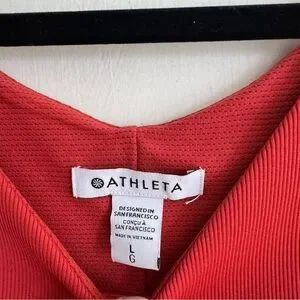 ATHLETA
DESIGNED IN
SAN FRANCISCO
CONÇU À
SAN FRANCISCO
MADE IN VIETNAM
L
G